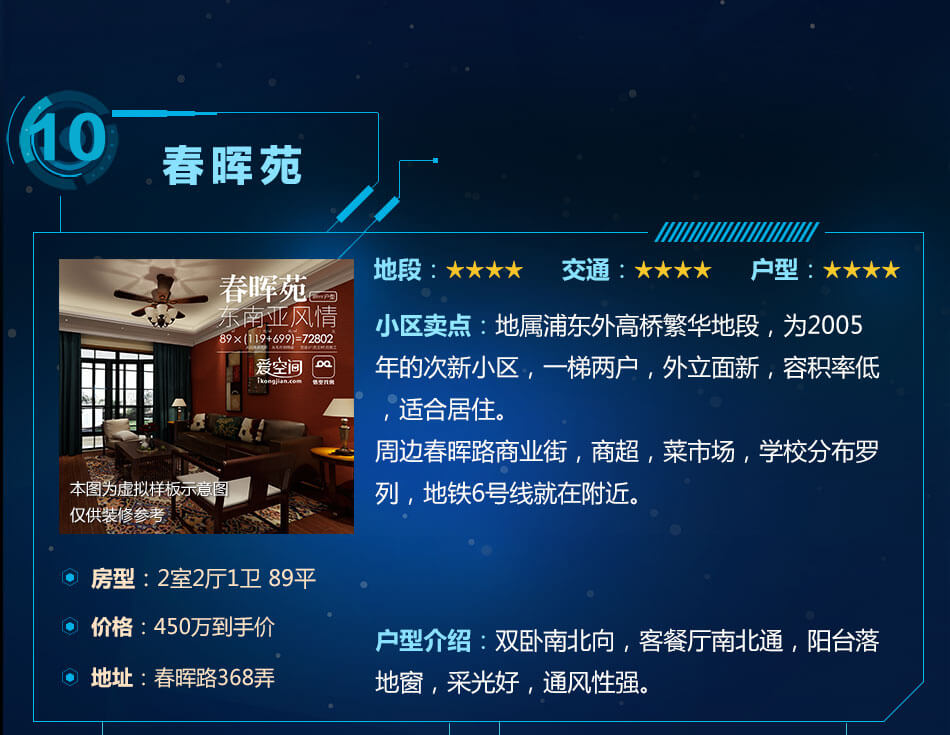 10
春晖苑
春晖苑
东南亚风情
89×(119+699)=72802
爱空间
ikongjian.com
本图为虚拟样板示意图
仅供装修参考
地段：★★★★ 交通：★★★★ 户型：★★★★
小区卖点：地属浦东外高桥繁华地段，为2005
年的次新小区，一梯两户，外立面新，容积率低
，适合居住。
周边春晖路商业街，商超，菜市场，学校分布罗
列，地铁6号线就在附近。
房型：2室2厅1卫 89平
价格：450万到手价
地址：春晖路368弄
户型介绍：双卧南北向，客餐厅南北通，阳台落
地窗，采光好，通风性强。